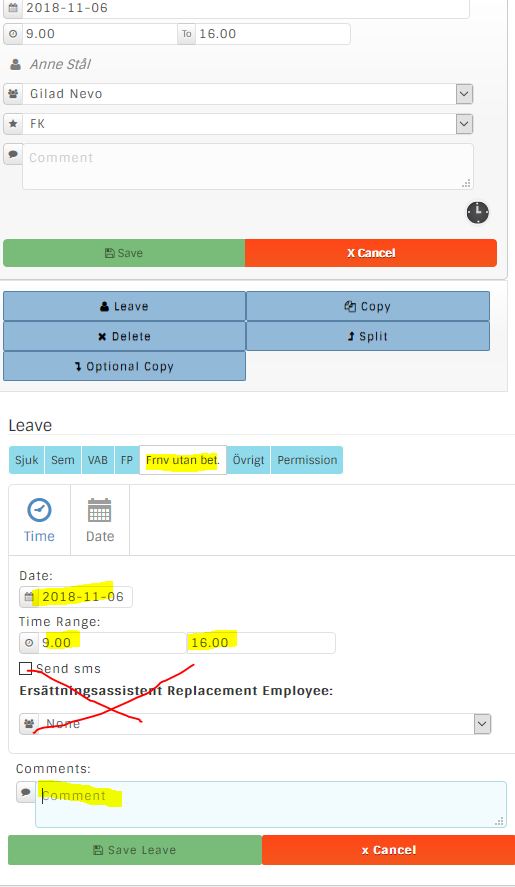 2018-11-06
9.00 To 16.00
Anne Stål
Gilad Nevo
FK
Comment
Save X Cancel
Leave Copy
Delete Split
Optional Copy
Leave
Sjuk Sem VAB FP Frnv utan bet. Övrigt Permission
Time Date
Date:
2018-11-06
Time Range:
9.00 16.00
Send sms
Ersättningsassistent Replacement Employee:
None
Comments:
Comment
Save Leave x Cancel